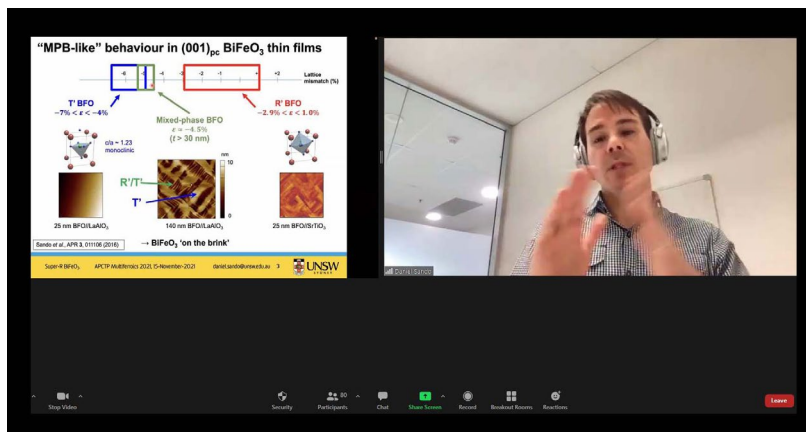 "MPB-like" behaviour in (001)pc BiFeO3 thin films
-6 -5 -4 -3 -2 -1 +1 +2
Lattice mismatch (%)
T' BFO
−7% < ε < −4%
Mixed-phase BFO
ε ≈ −4.5%
(t > 30 nm)
R' BFO
−2.9% < ε < 1.0%
c/a ~ 1.23
monoclinic
nm
10
0
R'/T'
T'
25 nm BFO//LaAlO3
140 nm BFO//LaAlO3
25 nm BFO//SrTiO3
Sando et al., APR 3, 011106 (2016)
→ BiFeO3 'on the brink'
Super-R BiFeO3
APCTP Multiferroics 2021, 15-November-2021
daniel.sando@unsw.edu.au
3
UNSW
SYDNEY
Daniel Sando
Stop Video
Security
Participants
80
Chat
Share Screen
Record
Breakout Rooms
Reactions
Leave